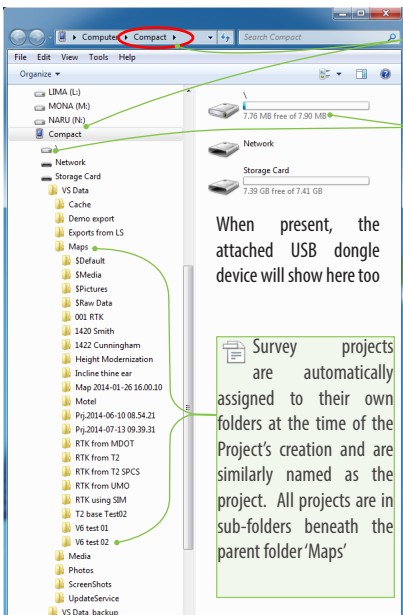 Computer ▸ Compact ▸
Search Compact
File Edit View Tools Help
Organize ▾
LIMA (L:)
MONA (M:)
NARU (N:)
Compact
\
Network
Storage Card
VS Data
Cache
Demo export
Exports from LS
Maps
$Default
$Media
$Pictures
$Raw Data
001 RTK
1420 Smith
1422 Cunningham
Height Modernization
Incline thine ear
Map 2014-01-26 16.00.10
Motel
Prj.2014-06-10 08.54.21
Prj.2014-07-13 09.39.31
RTK from MDOT
RTK from T2
RTK from T2 SPCS
RTK from UMO
RTK using SIM
T2 base Test02
V6 test 01
V6 test 02
Media
Photos
ScreenShots
UpdateService
VS Data_backup
\
7.76 MB free of 7.90 MB
Network
Storage Card
7.39 GB free of 7.41 GB
When present, the
attached USB dongle
device will show here too
Survey projects
are automatically
assigned to their own
folders at the time of the
Project's creation and are
similarly named as the
project. All projects are in
sub-folders beneath the
parent folder 'Maps'